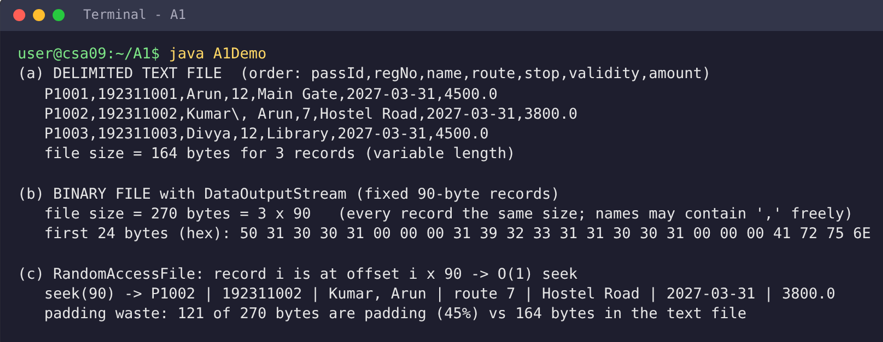 Terminal - A1
user@csa09:~/A1$ java A1Demo
(a) DELIMITED TEXT FILE  (order: passId,regNo,name,route,stop,validity,amount)
   P1001,192311001,Arun,12,Main Gate,2027-03-31,4500.0
   P1002,192311002,Kumar\, Arun,7,Hostel Road,2027-03-31,3800.0
   P1003,192311003,Divya,12,Library,2027-03-31,4500.0
   file size = 164 bytes for 3 records (variable length)
(b) BINARY FILE with DataOutputStream (fixed 90-byte records)
   file size = 270 bytes = 3 x 90   (every record the same size; names may contain ',' freely)
   first 24 bytes (hex): 50 31 30 30 31 00 00 00 31 39 32 33 31 31 30 30 31 00 00 00 41 72 75 6E
(c) RandomAccessFile: record i is at offset i x 90 -> O(1) seek
   seek(90) -> P1002 | 192311002 | Kumar, Arun | route 7 | Hostel Road | 2027-03-31 | 3800.0
   padding waste: 121 of 270 bytes are padding (45%) vs 164 bytes in the text file